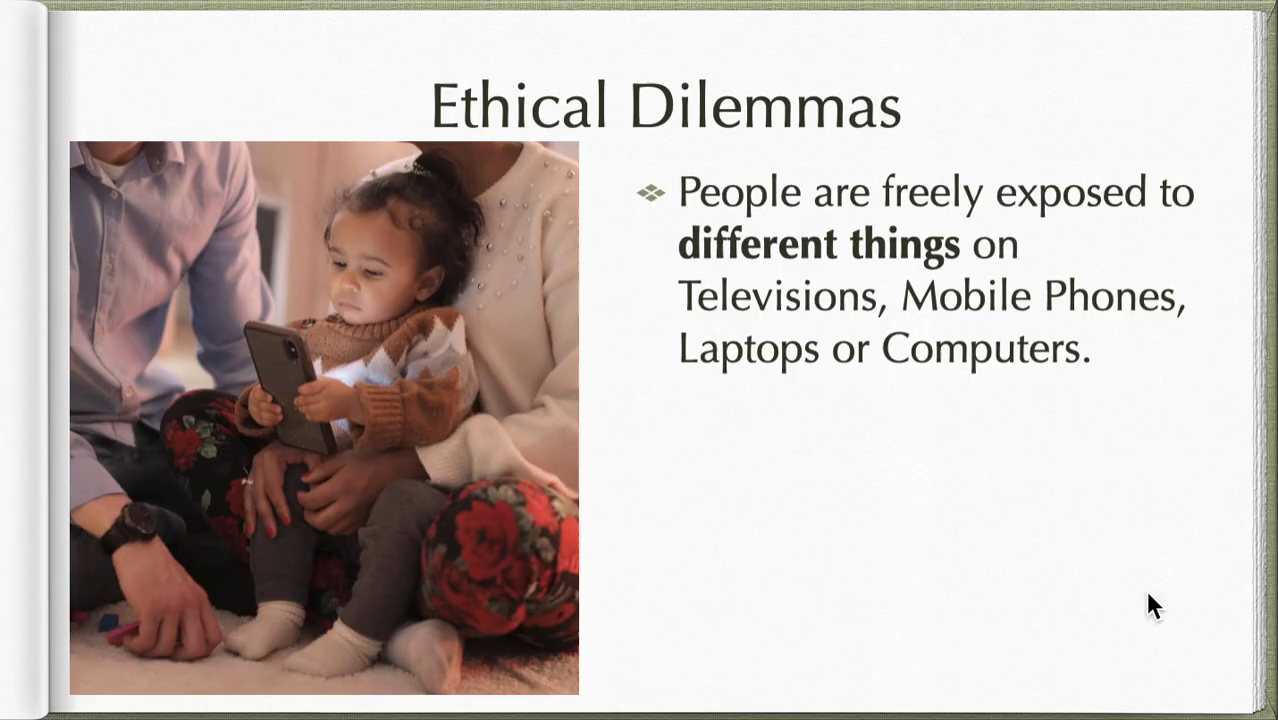 Ethical Dilemmas
People are freely exposed to
different things on
Televisions, Mobile Phones,
Laptops or Computers.